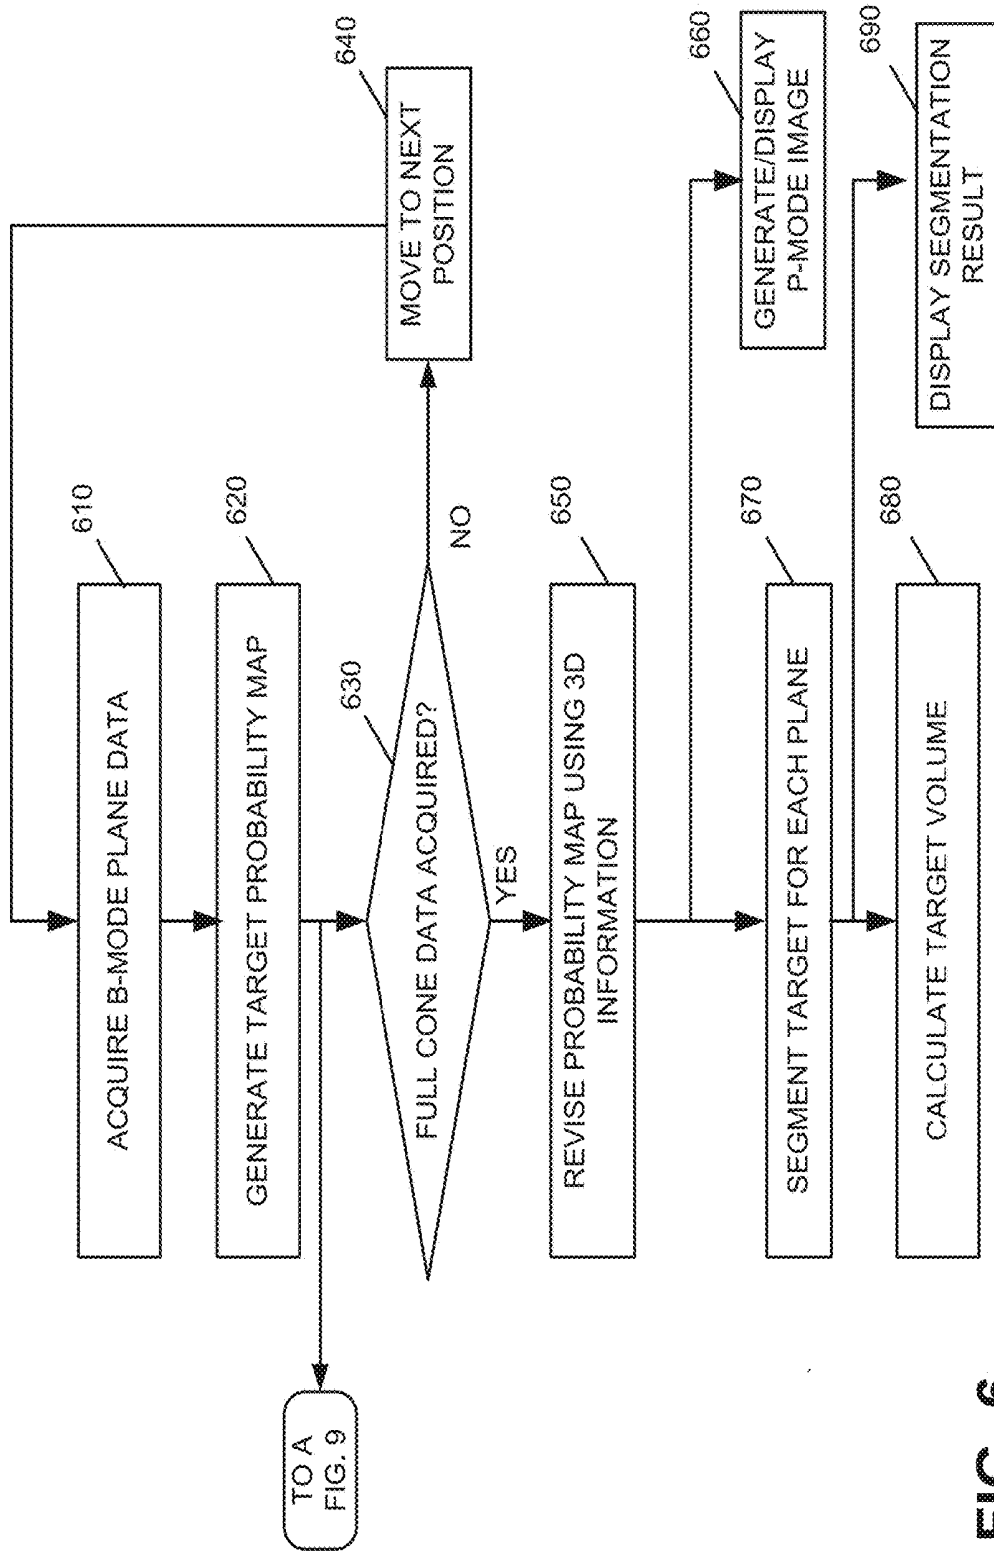 610
ACQUIRE B-MODE PLANE DATA
620
GENERATE TARGET PROBABILITY MAP
TO A
FIG. 9
630
FULL CONE DATA ACQUIRED?
NO
640
MOVE TO NEXT
POSITION
YES
650
REVISE PROBABILITY MAP USING 3D
INFORMATION
660
GENERATE/DISPLAY
P-MODE IMAGE
670
SEGMENT TARGET FOR EACH PLANE
680
CALCULATE TARGET VOLUME
690
DISPLAY SEGMENTATION
RESULT
FIG. 6